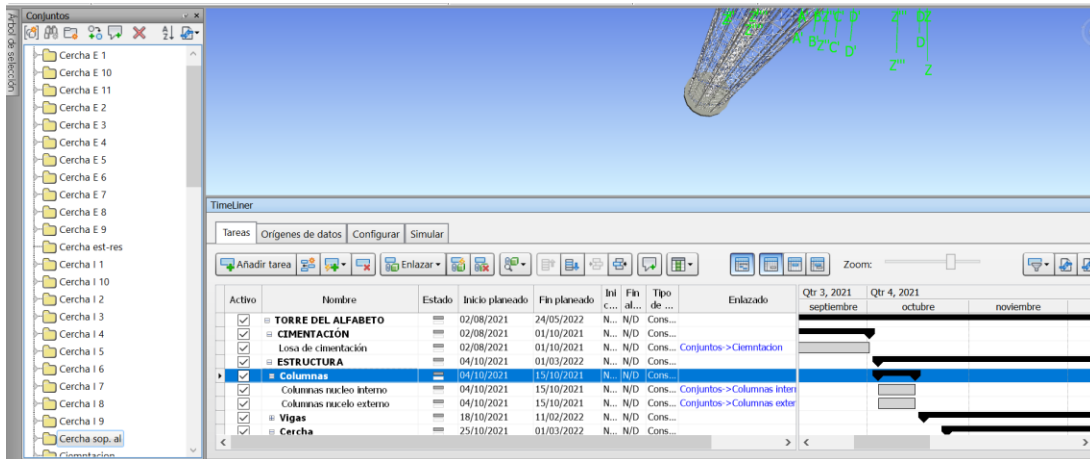 Árbol de selección
Conjuntos
Cercha E 1
Cercha E 10
Cercha E 11
Cercha E 2
Cercha E 3
Cercha E 4
Cercha E 5
Cercha E 6
Cercha E 7
Cercha E 8
Cercha E 9
Cercha est-res
Cercha I 1
Cercha I 10
Cercha I 2
Cercha I 3
Cercha I 4
Cercha I 5
Cercha I 6
Cercha I 7
Cercha I 8
Cercha I 9
Cercha sop. al
Ciemntacion
TimeLiner
Tareas Orígenes de datos Configurar Simular
Añadir tarea Enlazar Zoom:
Activo Nombre Estado Inicio planeado Fin planeado Ini c... Fin al... Tipo de ... Enlazado Qtr 3, 2021 Qtr 4, 2021
septiembre octubre noviembre
TORRE DEL ALFABETO 02/08/2021 24/05/2022 N... N/D Cons...
CIMENTACIÓN 02/08/2021 01/10/2021 N... N/D Cons...
Losa de cimentación 02/08/2021 01/10/2021 N... N/D Cons... Conjuntos->Ciemntacion
ESTRUCTURA 04/10/2021 01/03/2022 N... N/D Cons...
Columnas 04/10/2021 15/10/2021 N... N/D Cons...
Columnas nucleo interno 04/10/2021 15/10/2021 N... N/D Cons... Conjuntos->Columnas inter
Columnas nucelo externo 04/10/2021 15/10/2021 N... N/D Cons... Conjuntos->Columnas exter
Vigas 18/10/2021 11/02/2022 N... N/D Cons...
Cercha 25/10/2021 01/03/2022 N... N/D Cons...